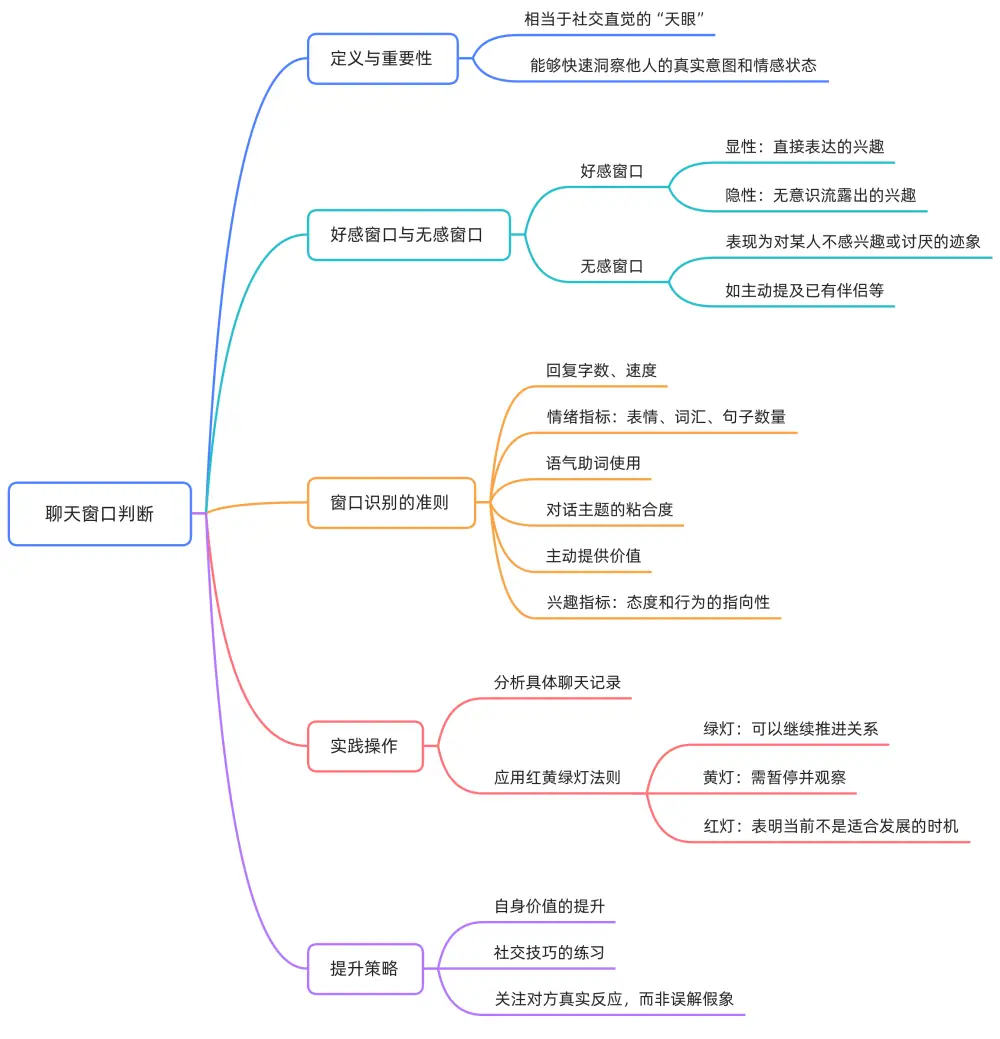 聊天窗口判断
定义与重要性
相当于社交直觉的“天眼”
能够快速洞察他人的真实意图和情感状态
好感窗口与无感窗口
好感窗口
显性：直接表达的兴趣
隐性：无意识流露出的兴趣
无感窗口
表现为对某人不感兴趣或讨厌的迹象
如主动提及已有伴侣等
窗口识别的准则
回复字数、速度
情绪指标：表情、词汇、句子数量
语气助词使用
对话主题的粘合度
主动提供价值
兴趣指标：态度和行为的指向性
实践操作
分析具体聊天记录
应用红黄绿灯法则
绿灯：可以继续推进关系
黄灯：需暂停并观察
红灯：表明当前不是适合发展的时机
提升策略
自身价值的提升
社交技巧的练习
关注对方真实反应，而非误解假象